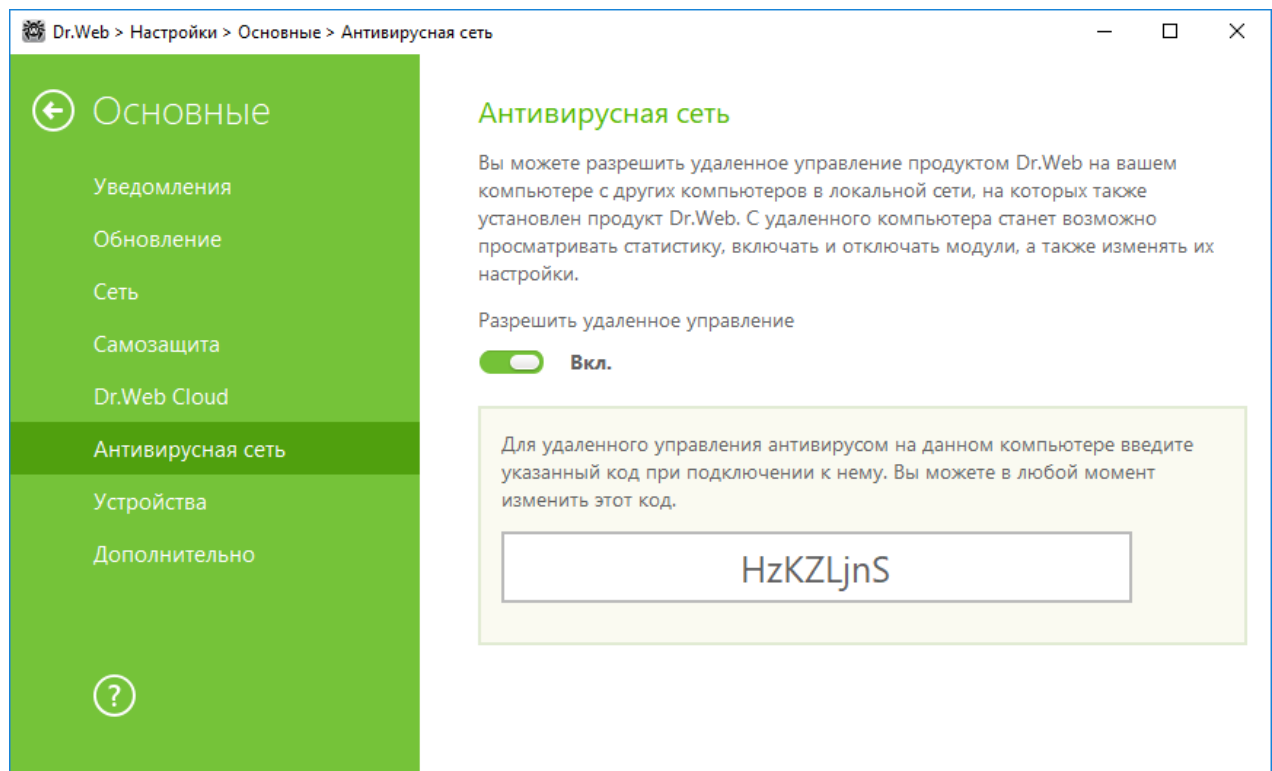 Dr.Web > Настройки > Основные > Антивирусная сеть
Основные
Уведомления
Обновление
Сеть
Самозащита
Dr.Web Cloud
Антивирусная сеть
Устройства
Дополнительно
?
Антивирусная сеть
Вы можете разрешить удаленное управление продуктом Dr.Web на вашем
компьютере с других компьютеров в локальной сети, на которых также
установлен продукт Dr.Web. С удаленного компьютера станет возможно
просматривать статистику, включать и отключать модули, а также изменять их
настройки.
Разрешить удаленное управление
Вкл.
Для удаленного управления антивирусом на данном компьютере введите
указанный код при подключении к нему. Вы можете в любой момент
изменить этот код.
HzKZLjnS